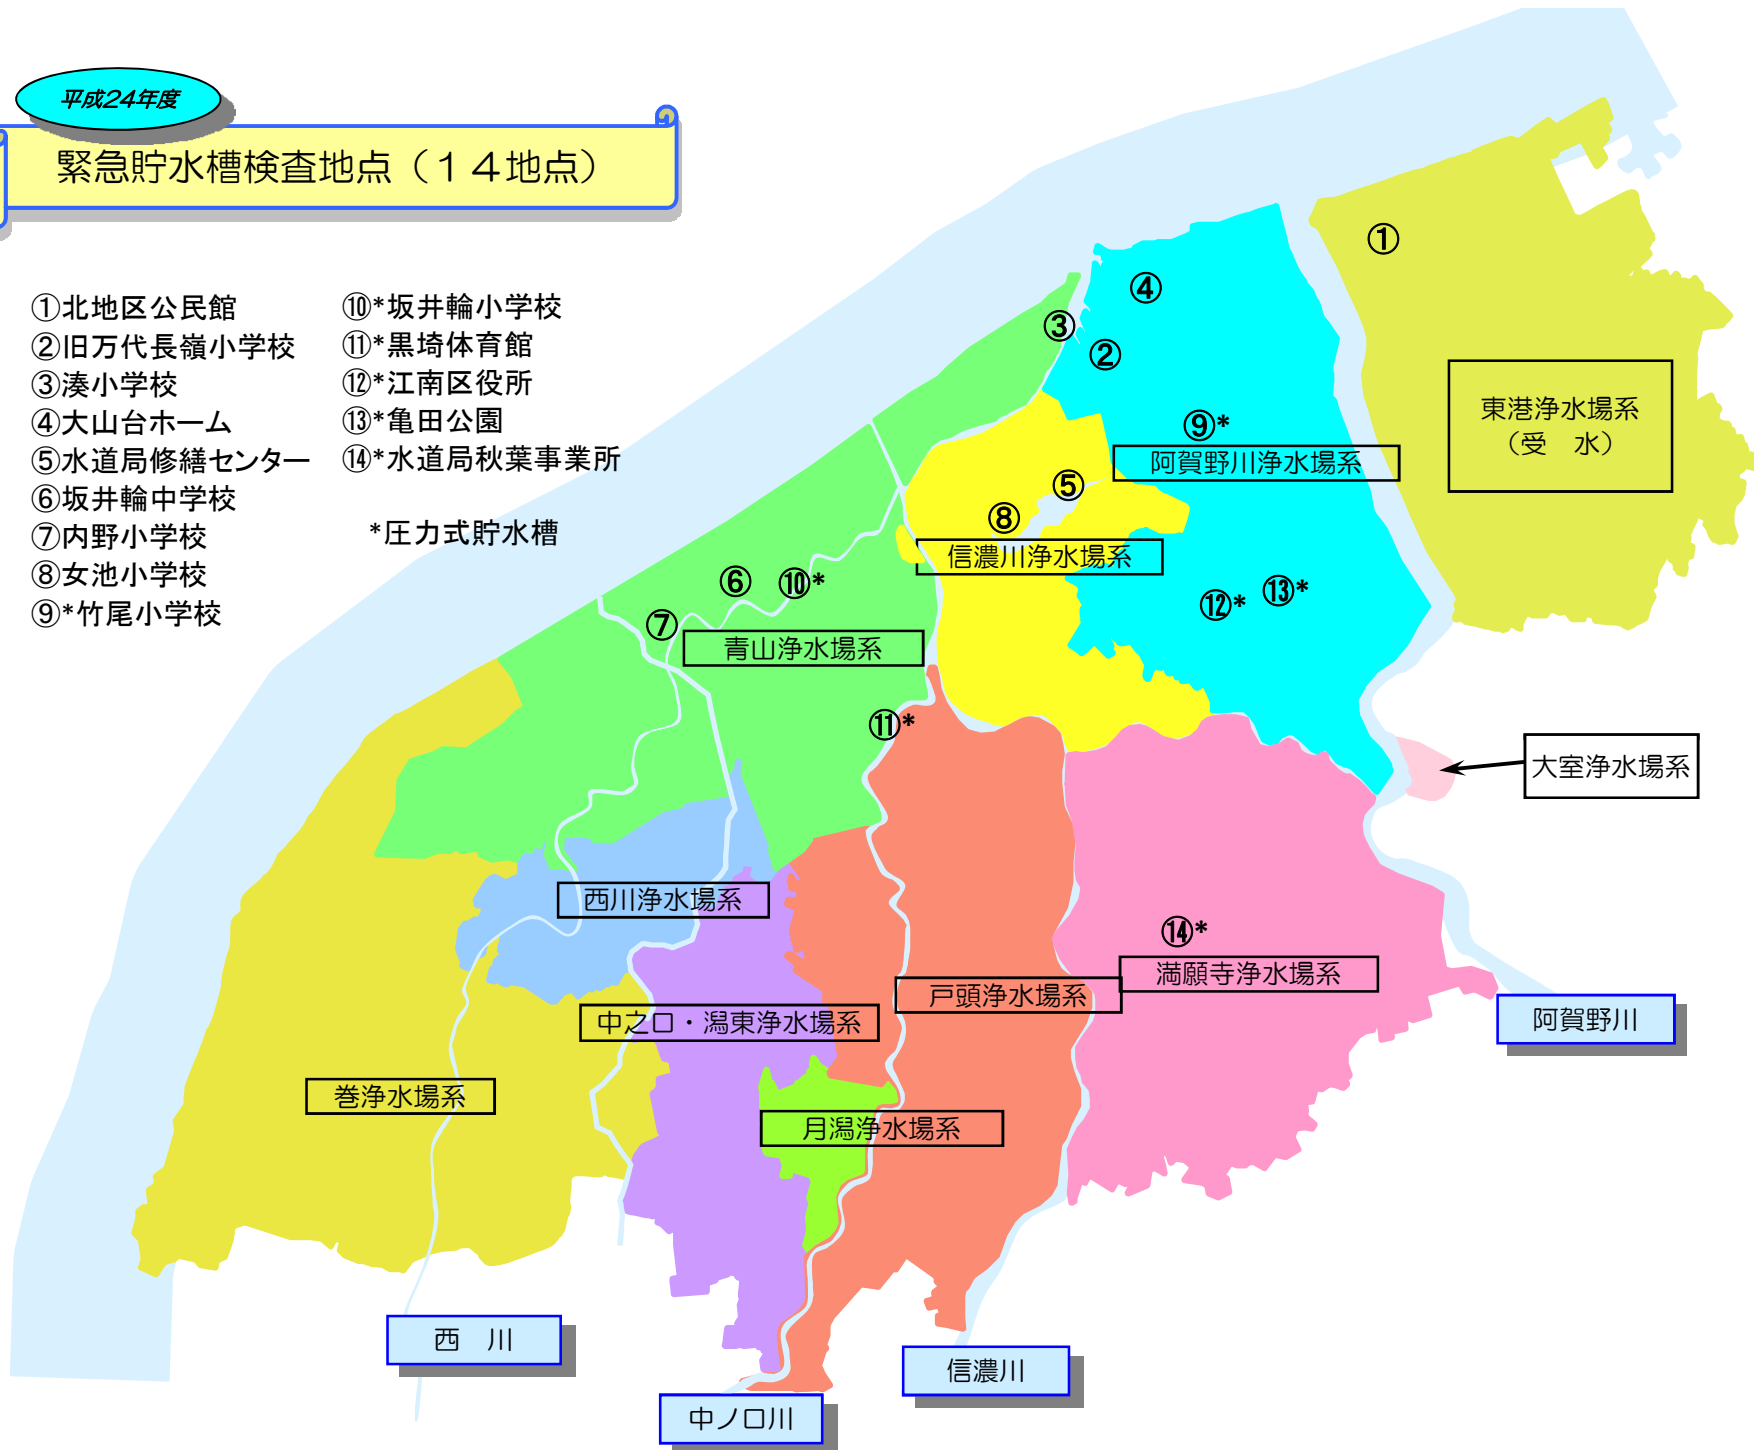 平成24年度
緊急貯水槽検査地点（１４地点）
①北地区公民館
②旧万代長嶺小学校
③湊小学校
④大山台ホーム
⑤水道局修繕センター
⑥坂井輪中学校
⑦内野小学校
⑧女池小学校
⑨*竹尾小学校
⑩*坂井輪小学校
⑪*黒埼体育館
⑫*江南区役所
⑬*亀田公園
⑭*水道局秋葉事業所
*圧力式貯水槽
①
④
③
②
⑨*
⑤
⑧
⑥
⑩*
⑦
⑫*
⑬*
⑪*
⑭*
東港浄水場系
（受　水）
阿賀野川浄水場系
信濃川浄水場系
青山浄水場系
大室浄水場系
西川浄水場系
満願寺浄水場系
戸頭浄水場系
中之口・潟東浄水場系
巻浄水場系
月潟浄水場系
阿賀野川
西　川
信濃川
中ノ口川